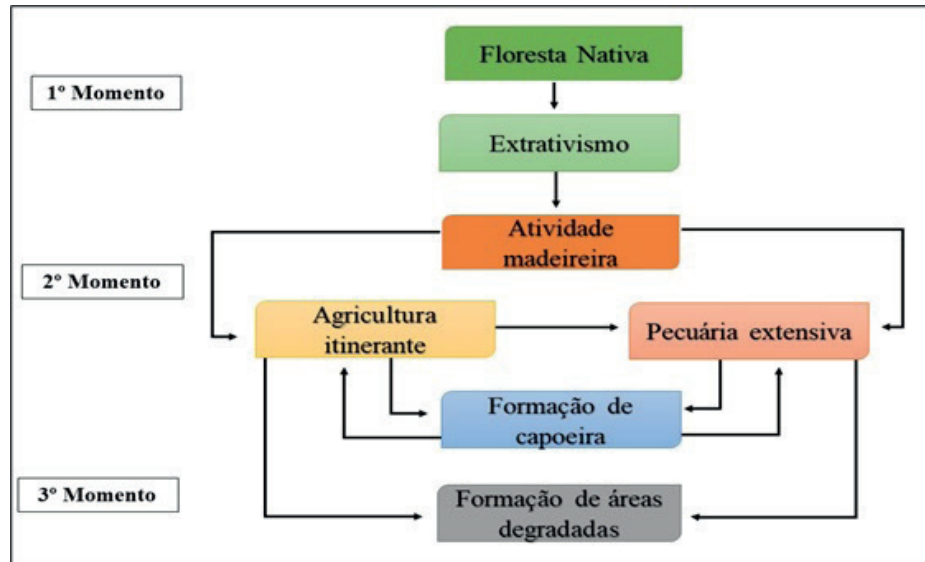 Floresta Nativa
1º Momento
Extrativismo
Atividade
madeireira
2º Momento
Agricultura
itinerante
Pecuária extensiva
Formação de
capoeira
3º Momento
Formação de áreas
degradadas